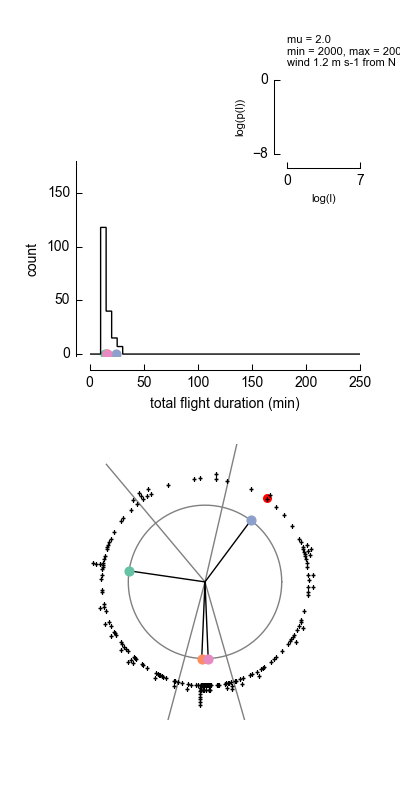 mu = 2.0
min = 2000, max = 200
wind 1.2 m s-1 from N
0
log(p(l))
−8
0 7
log(l)
150
100
50
0
count
0 50 100 150 200 250
total flight duration (min)